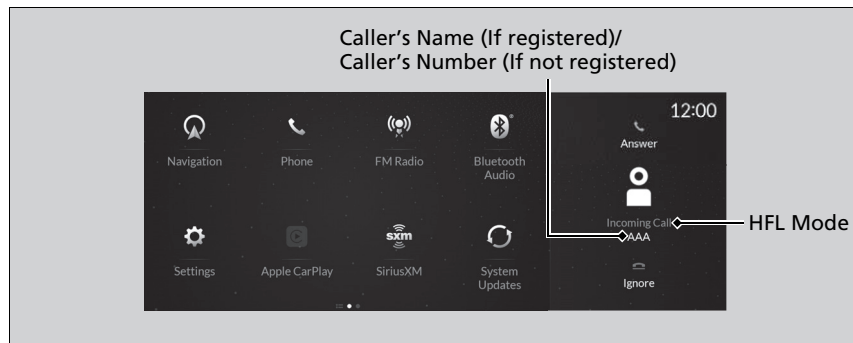 Caller's Name (If registered)/
Caller's Number (If not registered)
12:00
Answer
Navigation
Phone
FM Radio
Bluetooth
Audio
Incoming Call
AAA
HFL Mode
sxm
Settings
Apple CarPlay
SiriusXM
System
Updates
Ignore